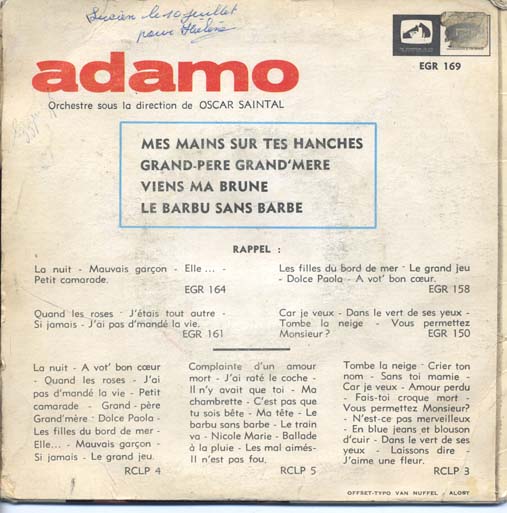 Lucien le 10 juillet
pour
adamo
EGR 169
Orchestre sous la direction de OSCAR SAINTAL
MES MAINS SUR TES HANCHES
GRAND-PERE GRAND'MERE
VIENS MA BRUNE
LE BARBU SANS BARBE
RAPPEL :
La nuit - Mauvais garçon - Elle... -
Petit camarade.
EGR 164
Les filles du bord de mer - Le grand jeu
- Dolce Paola - A vot' bon cœur.
EGR 158
Quand les roses - J'étais tout autre -
Si jamais - J'ai pas d'mandé la vie.
EGR 161
Car je veux - Dans le vert de ses yeux -
Tombe la neige - Vous permettez
Monsieur ?
EGR 150
La nuit - A vot' bon cœur
- Quand les roses - J'ai
pas d'mandé la vie - Petit
camarade - Grand - père
Grand'mère - Dolce Paola -
Les filles du bord de mer -
Elle... - Mauvais garçon -
Si jamais - Le grand jeu.
RCLP 4
Complainte d'un amour
mort - J'ai raté le coche -
Il n'y avait que toi - Ma
chambrette - C'est pas que
tu sois bête - Ma tête - Le
barbu sans barbe - Le train
va - Nicole Marie - Ballade
à la pluie - Les mal aimés-
Il n'est pas fou.
RCLP 5
Tombe la neige - Crier ton
nom - Sans toi mamie -
Car je veux - Amour perdu
- Fais-toi croque mort -
Vous permettez Monsieur?
- N'est-ce pas merveilleux
- En blue jeans et blouson
d'cuir - Dans le vert de ses
yeux - Laissons dire -
J'aime une fleur.
RCLP 3
OFFSET-TYPO VAN NUFFEL - ALOST